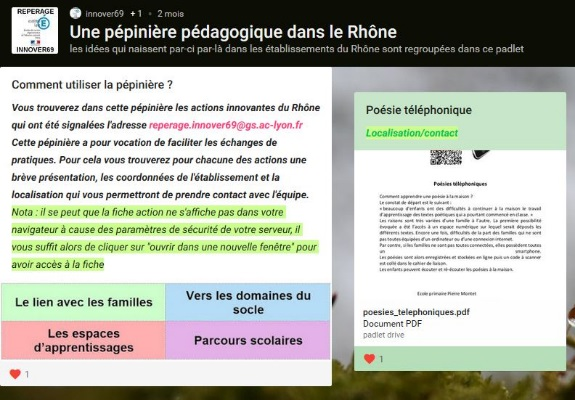 REPERAGE
INNOVER69
innover69 +1 · 2 mois
Une pépinière pédagogique dans le Rhône
les idées qui naissent par-ci par-là dans les établissements du Rhône sont regroupées dans ce padlet
Comment utiliser la pépinière ?
Vous trouverez dans cette pépinière les actions innovantes du Rhône
qui ont été signalées l'adresse reperage.innover69@gs.ac-lyon.fr
Cette pépinière a pour vocation de faciliter les échanges de
pratiques. Pour cela vous trouverez pour chacune des actions une
brève présentation, les coordonnées de l'établissement et la
localisation qui vous permettront de prendre contact avec l'équipe.
Nota : il se peut que la fiche action ne s'affiche pas dans votre
navigateur à cause des paramètres de sécurité de votre serveur, il
vous suffit alors de cliquer sur "ouvrir dans une nouvelle fenêtre" pour
avoir accès à la fiche
Le lien avec les familles
Vers les domaines du
socle
Les espaces
d'apprentissages
Parcours scolaires
1
Poésie téléphonique
Localisation/contact
Poésies téléphoniques
Comment apprendre une poésie à la maison ?
Le constat de départ est le suivant :
« beaucoup d'enfants ont des difficultés à continuer à la maison le travail
d'apprentissage des textes poétiques qui a pourtant commencé en classe. »
Les raisons sont très variées d'une famille à l'autre. La première possibilité
évoquée a été l'accès à un espace numérique sur lequel serait déposés les
différents textes. Encore une fois, difficultés de la part des familles qui ne sont
pas toutes équipées d'un ordinateur ou d'une connexion internet.
Par contre, si les familles ne sont pas toutes connectées, elles possèdent toutes
un smartphone.
Les poésies sont alors enregistrées et stockées en ligne puis un code à scanner
est collé dans le cahier de liaison.
Les enfants peuvent écouter et ré-écouter les poésies à la maison.
Ecole primaire Pierre Montet
poesies_telephoniques.pdf
Document PDF
padlet drive
1